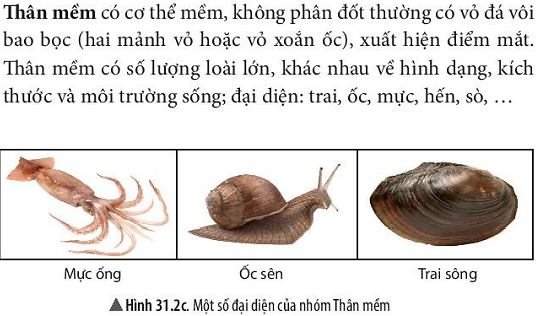 Thân mềm có cơ thể mềm, không phân đốt thường có vỏ đá vôi
bao bọc (hai mảnh vỏ hoặc vỏ xoắn ốc), xuất hiện điểm mắt.
Thân mềm có số lượng loài lớn, khác nhau về hình dạng, kích
thước và môi trường sống; đại diện: trai, ốc, mực, hến, sò, ...
Mực ống
Ốc sên
Trai sông
▲ Hình 31.2c. Một số đại diện của nhóm Thân mềm